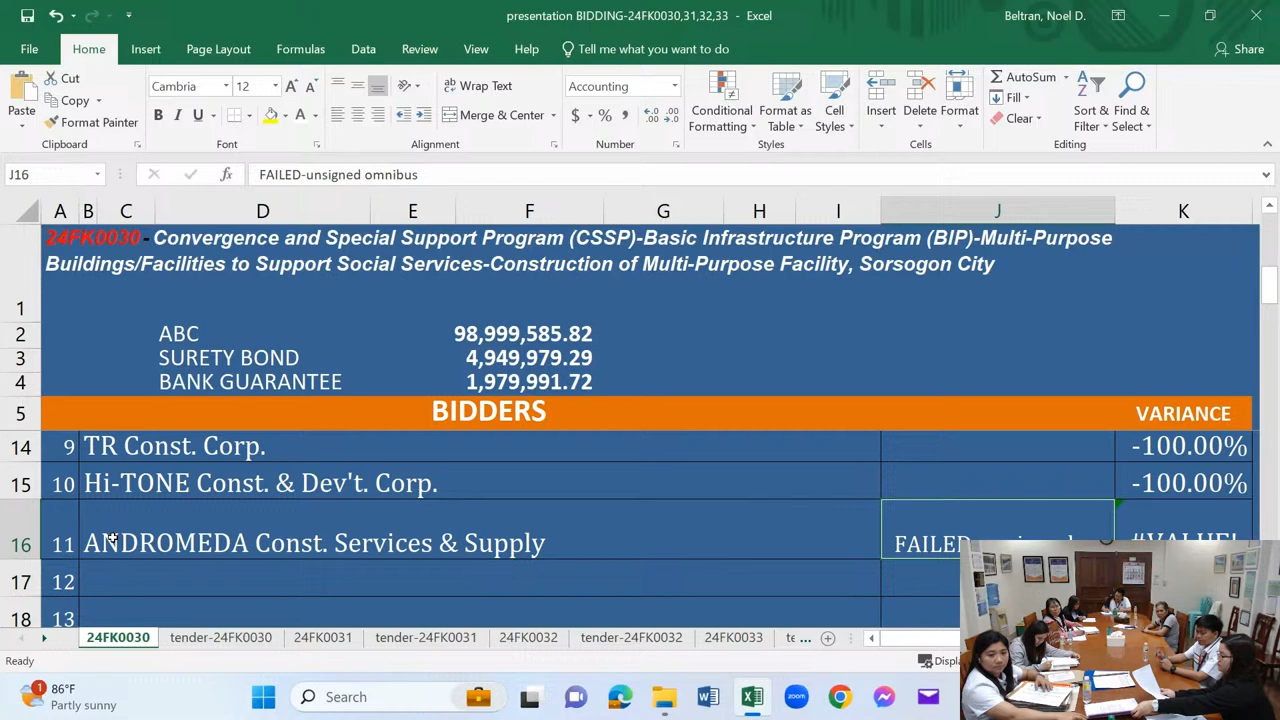 presentation BIDDING-24FK0030,31,32,33 - Excel
Beltran, Noel D.
File Home Insert Page Layout Formulas Data Review View Help Tell me what you want to do Share
Paste Cut Copy Format Painter Clipboard
Cambria 12 B I U Font
Wrap Text Merge & Center Alignment
Accounting $ % , Number
Conditional Formatting Format as Table Cell Styles Styles
Insert Delete Format Cells
AutoSum Fill Clear Sort & Filter Find & Select Editing
J16 fx FAILED-unsigned omnibus
A B C D E F G H I J K
24FK0030 - Convergence and Special Support Program (CSSP)-Basic Infrastructure Program (BIP)-Multi-Purpose
Buildings/Facilities to Support Social Services-Construction of Multi-Purpose Facility, Sorsogon City
1
2 ABC 98,999,585.82
3 SURETY BOND 4,949,979.29
4 BANK GUARANTEE 1,979,991.72
5 BIDDERS VARIANCE
14 9 TR Const. Corp. -100.00%
15 10 Hi-TONE Const. & Dev't. Corp. -100.00%
16 11 ANDROMEDA Const. Services & Supply FAILED #VALUE!
17 12
18 13
24FK0030 tender-24FK0030 24FK0031 tender-24FK0031 24FK0032 tender-24FK0032 24FK0033 te ...
Ready Displ
1 86°F
Partly sunny
Search
zoom